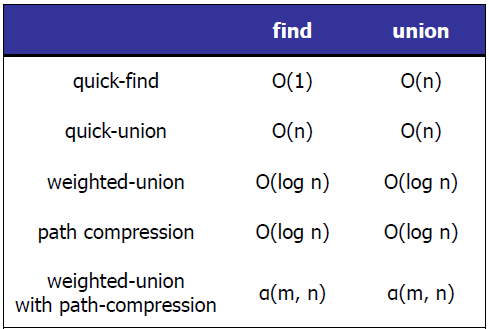 find union
quick-find O(1) O(n)
quick-union O(n) O(n)
weighted-union O(log n) O(log n)
path compression O(log n) O(log n)
weighted-union
with path-compression α(m, n) α(m, n)